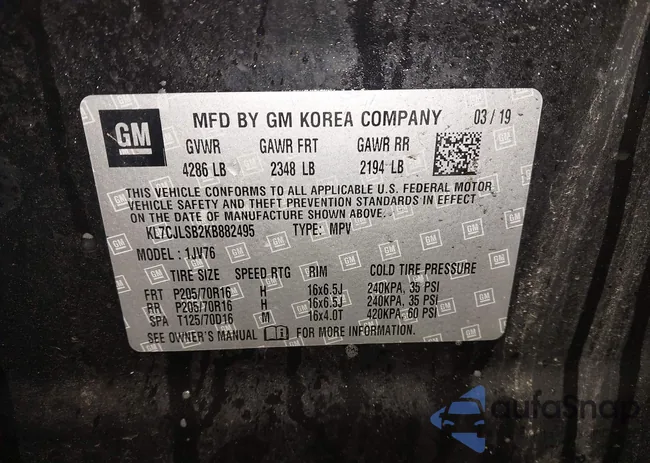 GM
MFD BY GM KOREA COMPANY 03/19
GVWR GAWR FRT GAWR RR
4286 LB 2348 LB 2194 LB
THIS VEHICLE CONFORMS TO ALL APPLICABLE U.S. FEDERAL MOTOR
VEHICLE SAFETY AND THEFT PREVENTION STANDARDS IN EFFECT
ON THE DATE OF MANUFACTURE SHOWN ABOVE.
KL7CJLSB2KB882495 TYPE: MPV
MODEL: 1JV76
TIRE SIZE SPEED RTG RIM COLD TIRE PRESSURE
FRT P205/70R16 H 16x6.5J 240KPA, 35 PSI
RR P205/70R16 H 16x6.5J 240KPA, 35 PSI
SPA T125/70D16 M 16x4.0T 420KPA, 60 PSI
SEE OWNER'S MANUAL FOR MORE INFORMATION.
aufaSnap